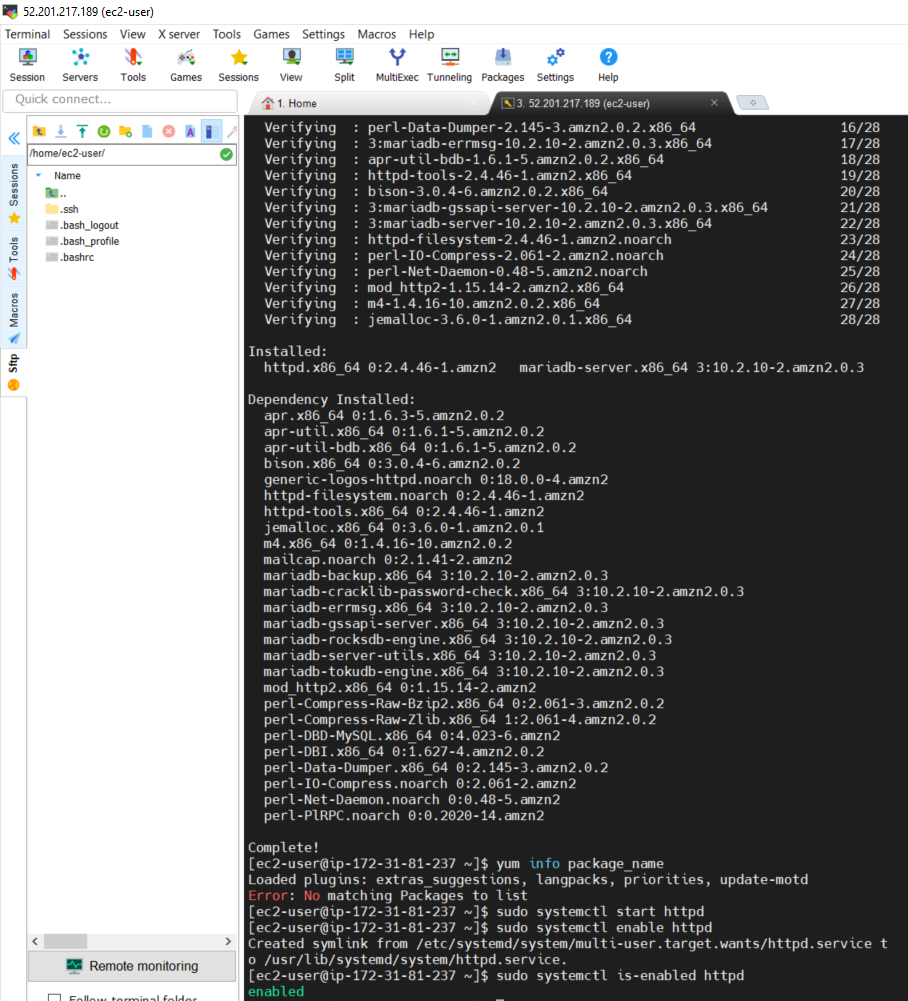 52.201.217.189 (ec2-user)
Terminal Sessions View X server Tools Games Settings Macros Help
Session Servers Tools Games Sessions View Split MultiExec Tunneling Packages Settings Help
Quick connect...
1. Home
3. 52.201.217.189 (ec2-user)
/home/ec2-user/
Name
..
.ssh
.bash_logout
.bash_profile
.bashrc
Sessions
Tools
Macros
Sftp
Remote monitoring
Follow terminal folder
Verifying : perl-Data-Dumper-2.145-3.amzn2.0.2.x86_64 16/28
Verifying : 3:mariadb-errmsg-10.2.10-2.amzn2.0.3.x86_64 17/28
Verifying : apr-util-bdb-1.6.1-5.amzn2.0.2.x86_64 18/28
Verifying : httpd-tools-2.4.46-1.amzn2.x86_64 19/28
Verifying : bison-3.0.4-6.amzn2.0.2.x86_64 20/28
Verifying : 3:mariadb-gssapi-server-10.2.10-2.amzn2.0.3.x86_64 21/28
Verifying : 3:mariadb-server-10.2.10-2.amzn2.0.3.x86_64 22/28
Verifying : httpd-filesystem-2.4.46-1.amzn2.noarch 23/28
Verifying : perl-IO-Compress-2.061-2.amzn2.noarch 24/28
Verifying : perl-Net-Daemon-0.48-5.amzn2.noarch 25/28
Verifying : mod_http2-1.15.14-2.amzn2.x86_64 26/28
Verifying : m4-1.4.16-10.amzn2.0.2.x86_64 27/28
Verifying : jemalloc-3.6.0-1.amzn2.0.1.x86_64 28/28
Installed:
httpd.x86_64 0:2.4.46-1.amzn2 mariadb-server.x86_64 3:10.2.10-2.amzn2.0.3
Dependency Installed:
apr.x86_64 0:1.6.3-5.amzn2.0.2
apr-util.x86_64 0:1.6.1-5.amzn2.0.2
apr-util-bdb.x86_64 0:1.6.1-5.amzn2.0.2
bison.x86_64 0:3.0.4-6.amzn2.0.2
generic-logos-httpd.noarch 0:18.0.0-4.amzn2
httpd-filesystem.noarch 0:2.4.46-1.amzn2
httpd-tools.x86_64 0:2.4.46-1.amzn2
jemalloc.x86_64 0:3.6.0-1.amzn2.0.1
m4.x86_64 0:1.4.16-10.amzn2.0.2
mailcap.noarch 0:2.1.41-2.amzn2
mariadb-backup.x86_64 3:10.2.10-2.amzn2.0.3
mariadb-cracklib-password-check.x86_64 3:10.2.10-2.amzn2.0.3
mariadb-errmsg.x86_64 3:10.2.10-2.amzn2.0.3
mariadb-gssapi-server.x86_64 3:10.2.10-2.amzn2.0.3
mariadb-rocksdb-engine.x86_64 3:10.2.10-2.amzn2.0.3
mariadb-server-utils.x86_64 3:10.2.10-2.amzn2.0.3
mariadb-tokudb-engine.x86_64 3:10.2.10-2.amzn2.0.3
mod_http2.x86_64 0:1.15.14-2.amzn2
perl-Compress-Raw-Bzip2.x86_64 0:2.061-3.amzn2.0.2
perl-Compress-Raw-Zlib.x86_64 1:2.061-4.amzn2.0.2
perl-DBD-MySQL.x86_64 0:4.023-6.amzn2
perl-DBI.x86_64 0:1.627-4.amzn2.0.2
perl-Data-Dumper.x86_64 0:2.145-3.amzn2.0.2
perl-IO-Compress.noarch 0:2.061-2.amzn2
perl-Net-Daemon.noarch 0:0.48-5.amzn2
perl-PlRPC.noarch 0:0.2020-14.amzn2
Complete!
[ec2-user@ip-172-31-81-237 ~]$ yum info package_name
Loaded plugins: extras_suggestions, langpacks, priorities, update-motd
Error: No matching Packages to list
[ec2-user@ip-172-31-81-237 ~]$ sudo systemctl start httpd
[ec2-user@ip-172-31-81-237 ~]$ sudo systemctl enable httpd
Created symlink from /etc/systemd/system/multi-user.target.wants/httpd.service t
o /usr/lib/systemd/system/httpd.service.
[ec2-user@ip-172-31-81-237 ~]$ sudo systemctl is-enabled httpd
enabled